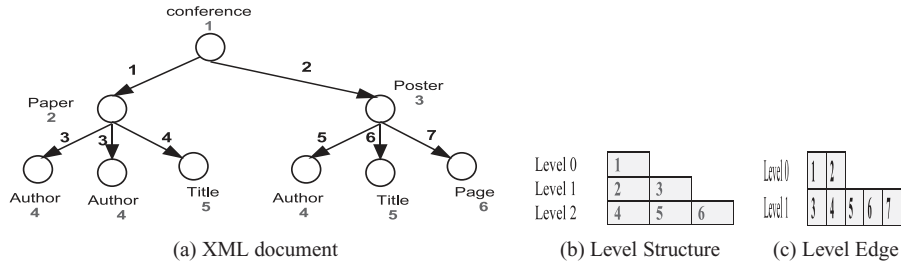 conference
1
1
2
Paper
2
Poster
3
3
3
4
5
6
7
Author
4
Author
4
Title
5
Author
4
Title
5
Page
6
Level 0
1
Level 1
2 3
Level 2
4 5 6
Level 0
1 2
Level 1
3 4 5 6 7
(a) XML document
(b) Level Structure
(c) Level Edge